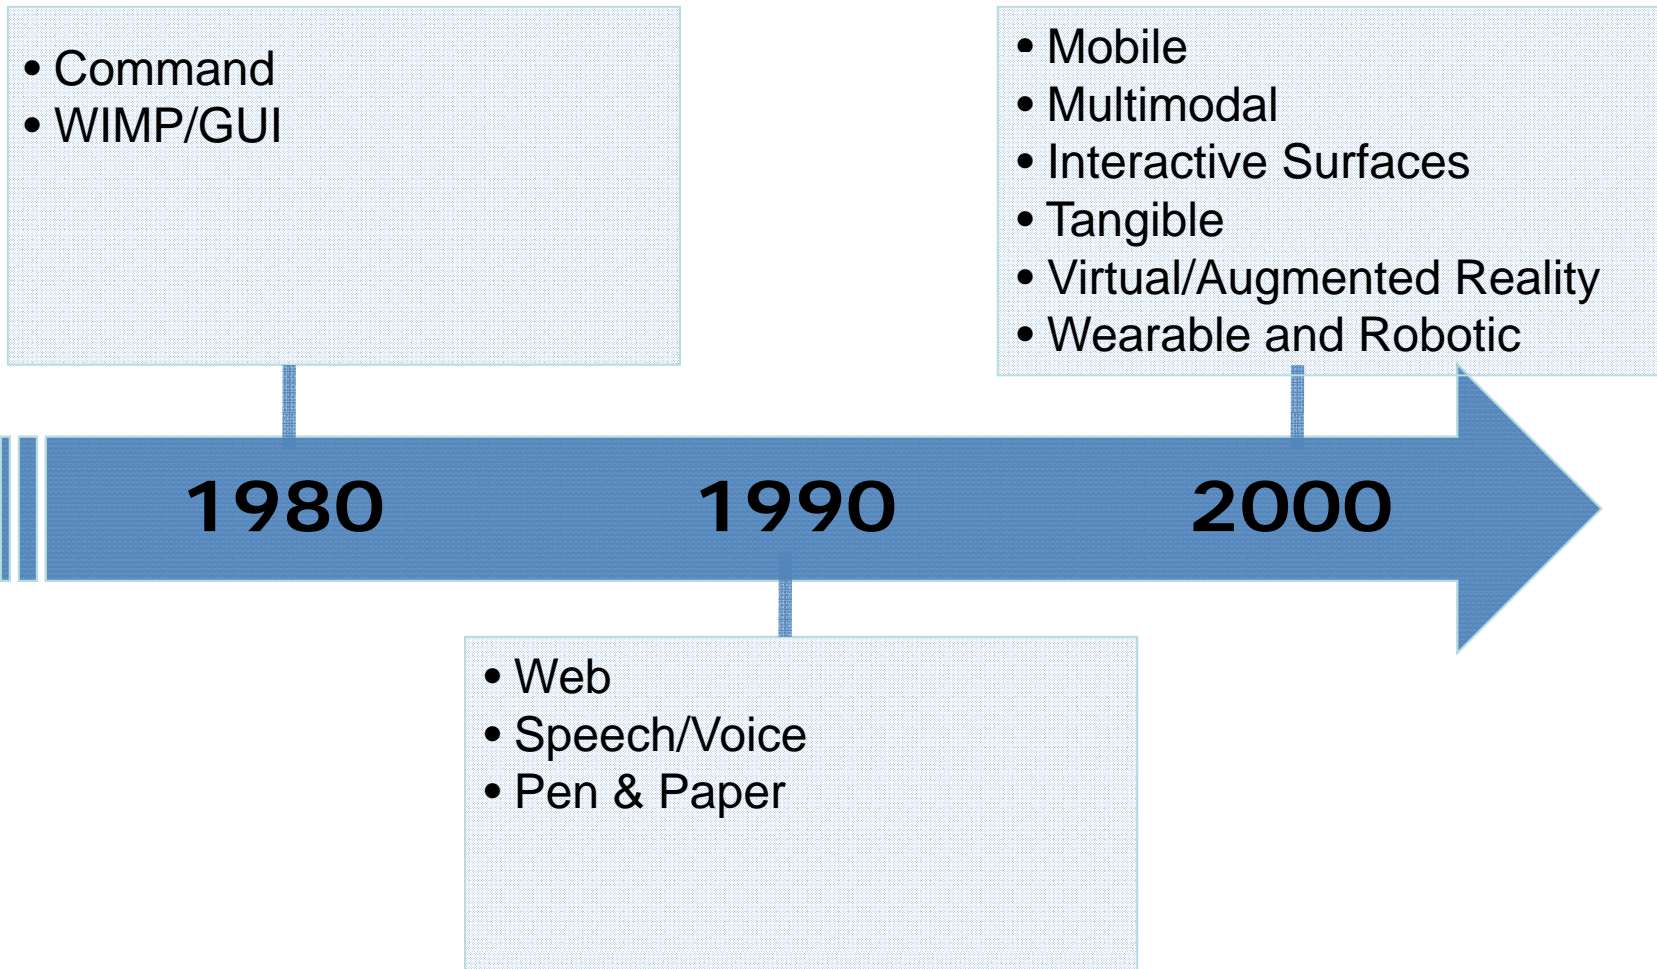 • Command
• WIMP/GUI
• Mobile
• Multimodal
• Interactive Surfaces
• Tangible
• Virtual/Augmented Reality
• Wearable and Robotic
1980
1990
2000
• Web
• Speech/Voice
• Pen & Paper